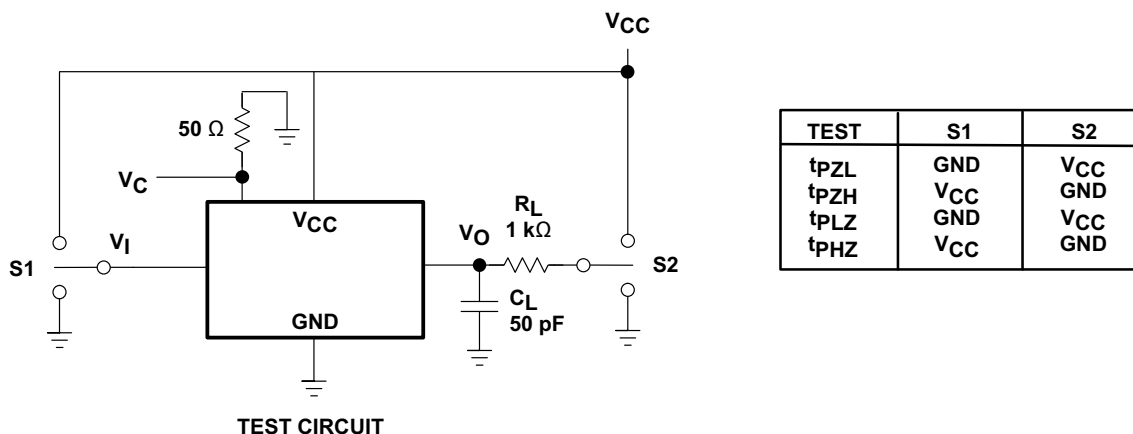 VCC
50 Ω
VC
VCC
VI
S1
GND
VO
RL
1 kΩ
S2
CL
50 pF
TEST CIRCUIT
TEST S1 S2
tPZL GND VCC
tPZH VCC GND
tPLZ GND VCC
tPHZ VCC GND